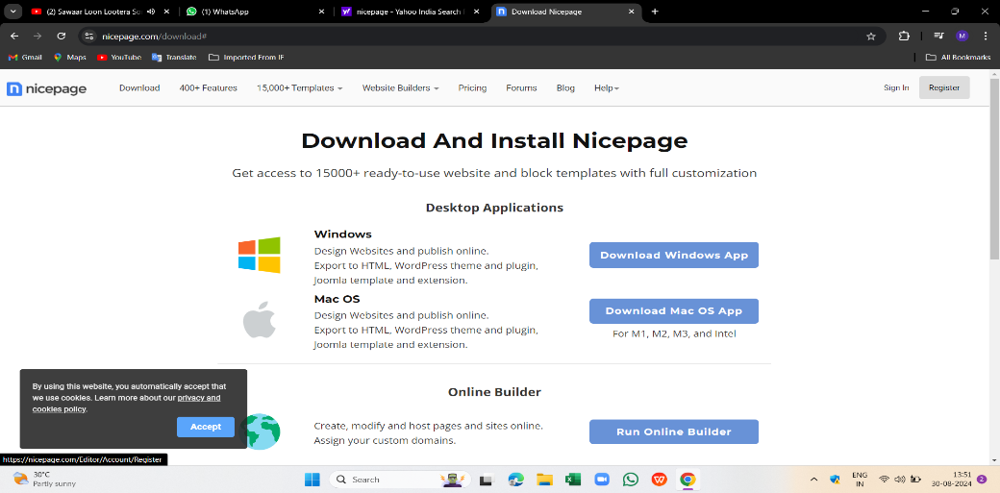 (2) Sawaar Loon Lootera So
(1) WhatsApp
nicepage - Yahoo India Search
Download Nicepage
nicepage.com/download#
M
Gmail
Maps
YouTube
Translate
Imported From IE
All Bookmarks
nicepage
Download
400+ Features
15,000+ Templates
Website Builders
Pricing
Forums
Blog
Help
Sign In
Register
Download And Install Nicepage
Get access to 15000+ ready-to-use website and block templates with full customization
Desktop Applications
Windows
Design Websites and publish online.
Export to HTML, WordPress theme and plugin,
Joomla template and extension.
Download Windows App
Mac OS
Design Websites and publish online.
Export to HTML, WordPress theme and plugin,
Joomla template and extension.
Download Mac OS App
For M1, M2, M3, and Intel
By using this website, you automatically accept that
we use cookies. Learn more about our privacy and
cookies policy.
Accept
Online Builder
Create, modify and host pages and sites online.
Assign your custom domains.
Run Online Builder
https://nicepage.com/Editor/Account/Register
30°C
Partly sunny
Search
ENG
IN
13:51
30-08-2024
2